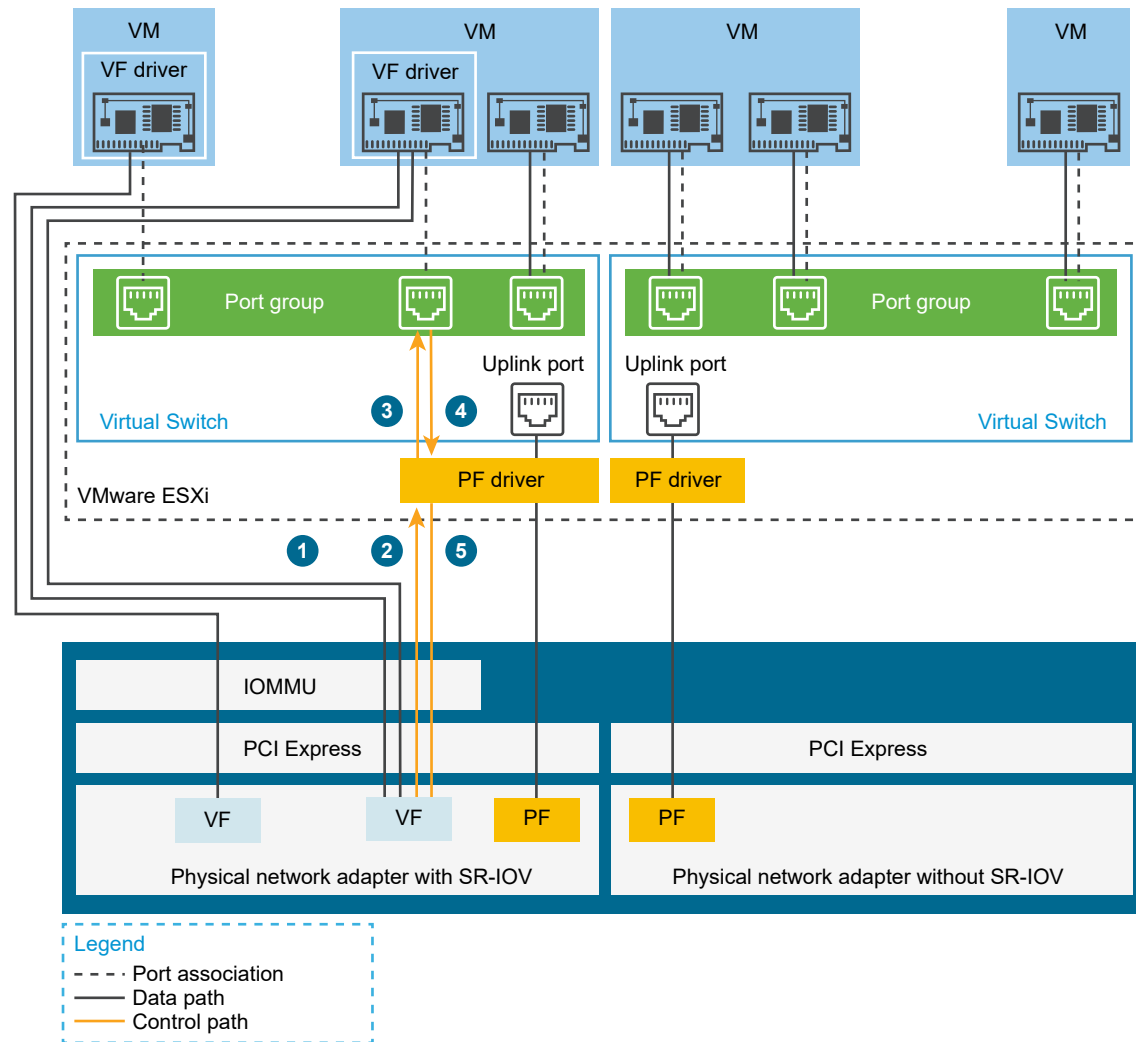 VM
VM
VM
VM
VF driver
VF driver
Port group
Port group
Uplink port
Uplink port
3
4
Virtual Switch
Virtual Switch
PF driver
PF driver
VMware ESXi
1
2
5
IOMMU
PCI Express
PCI Express
VF
VF
PF
PF
Physical network adapter with SR-IOV
Physical network adapter without SR-IOV
Legend
Port association
Data path
Control path